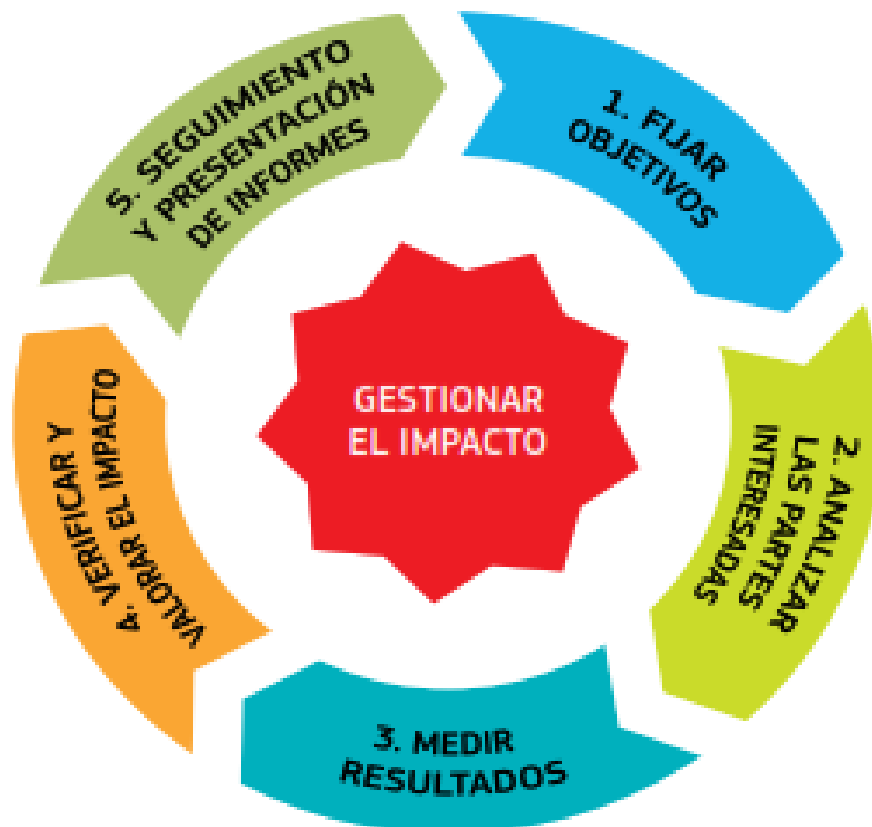 1. FIJAR
OBJETIVOS
2. ANALIZAR
LAS PARTES
INTERESADAS
3. MEDIR
RESULTADOS
4. VERIFICAR Y
VALORAR EL IMPACTO
5. SEGUIMIENTO
Y PRESENTACIÓN
DE INFORMES
GESTIONAR
EL IMPACTO